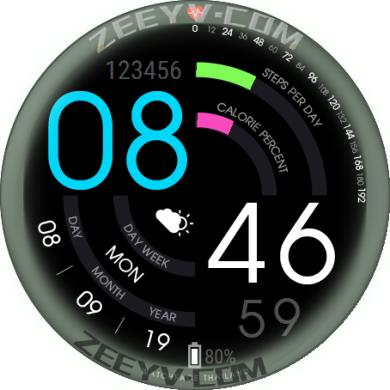 ZEEYV.COM
0 12 24 36 48 60 72 84 96 108 120 132 144 156 168 180 192
123456
STEPS PER DAY
CALORIE PERCENT
08
46
59
DAY
DAY WEEK
MON
MONTH
YEAR
08 / 09 / 19
80%
ZEEYV.COM